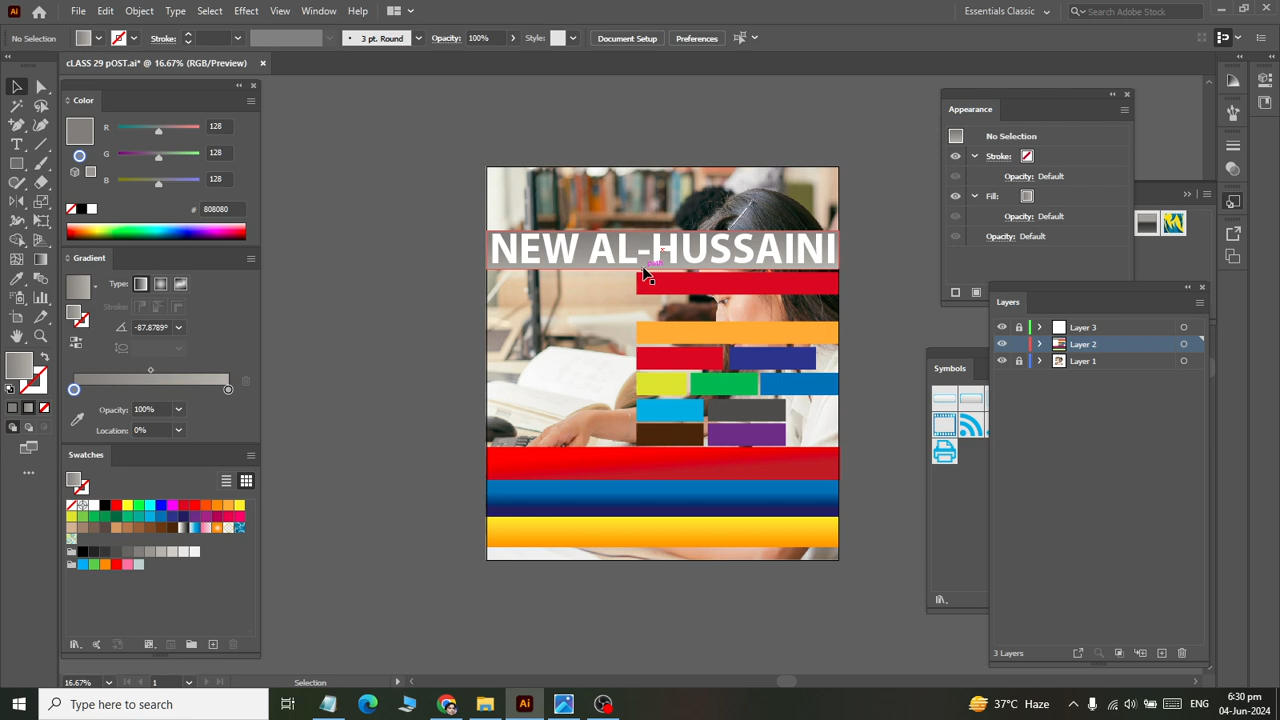 Ai File Edit Object Type Select Effect View Window Help Essentials Classic Search Adobe Stock
No Selection Stroke: 3 pt. Round Opacity: 100% Style: Document Setup Preferences
cLASS 29 pOST.ai* @ 16.67% (RGB/Preview)
Color
R 128
G 128
B 128
# 808080
Gradient
Type:
-87.8789°
Opacity: 100%
Location: 0%
Swatches
NEW AL-HUSSAINI
path
Appearance
No Selection
Stroke:
Opacity: Default
Fill:
Opacity: Default
Opacity: Default
Layers
Layer 3
Layer 2
Layer 1
3 Layers
Symbols
16.67% 1 Selection
Type here to search
Ai
37°C Haze
ENG
6:30 pm
04-Jun-2024